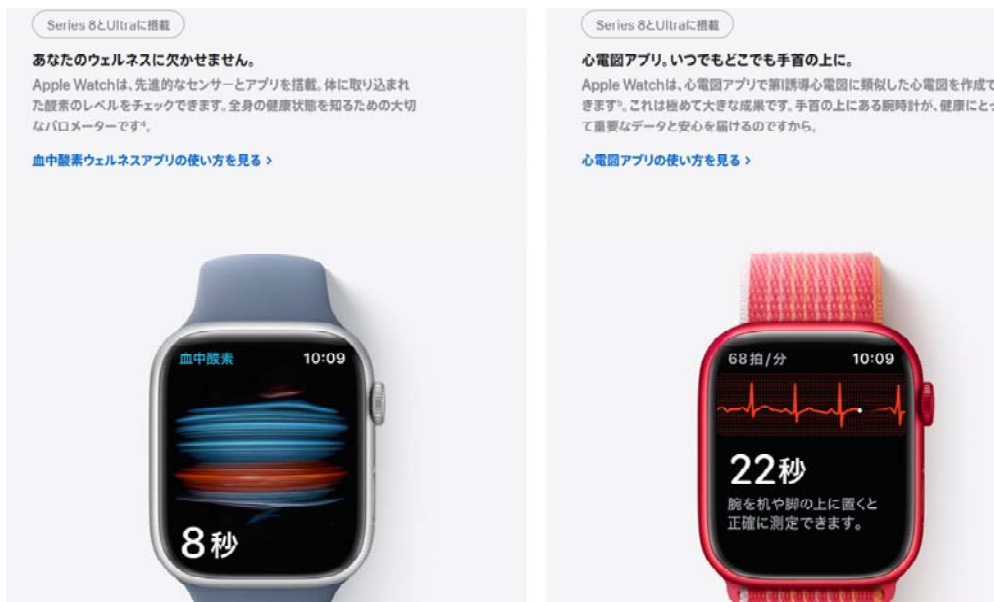 Series 8とUltraに搭載
あなたのウェルネスに欠かせません。
Apple Watchは、先進的なセンサーとアプリを搭載。体に取り込まれ
た酸素のレベルをチェックできます。全身の健康状態を知るための大切
なバロメーターです⁴。
血中酸素ウェルネスアプリの使い方を見る >
血中酸素 10:09
8秒
Series 8とUltraに搭載
心電図アプリ。いつでもどこでも手首の上に。
Apple Watchは、心電図アプリで第I誘導心電図に類似した心電図を作成で
きます⁵。これは極めて大きな成果です。手首の上にある腕時計が、健康にとっ
て重要なデータと安心を届けるのですから。
心電図アプリの使い方を見る >
68拍/分 10:09
22秒
腕を机や脚の上に置くと
正確に測定できます。